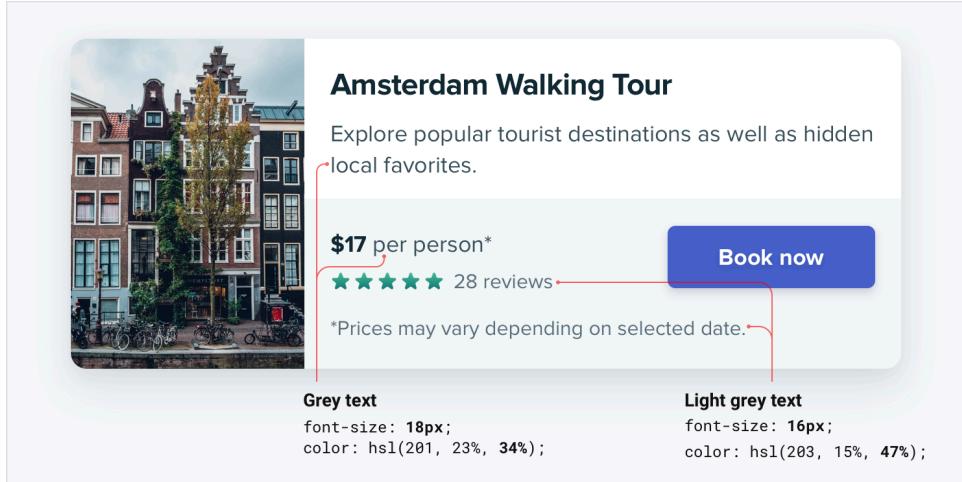 Amsterdam Walking Tour
Explore popular tourist destinations as well as hidden
local favorites.
$17 per person*
Book now
28 reviews
*Prices may vary depending on selected date.
Grey text
font-size: 18px;
color: hsl(201, 23%, 34%);
Light grey text
font-size: 16px;
color: hsl(203, 15%, 47%);